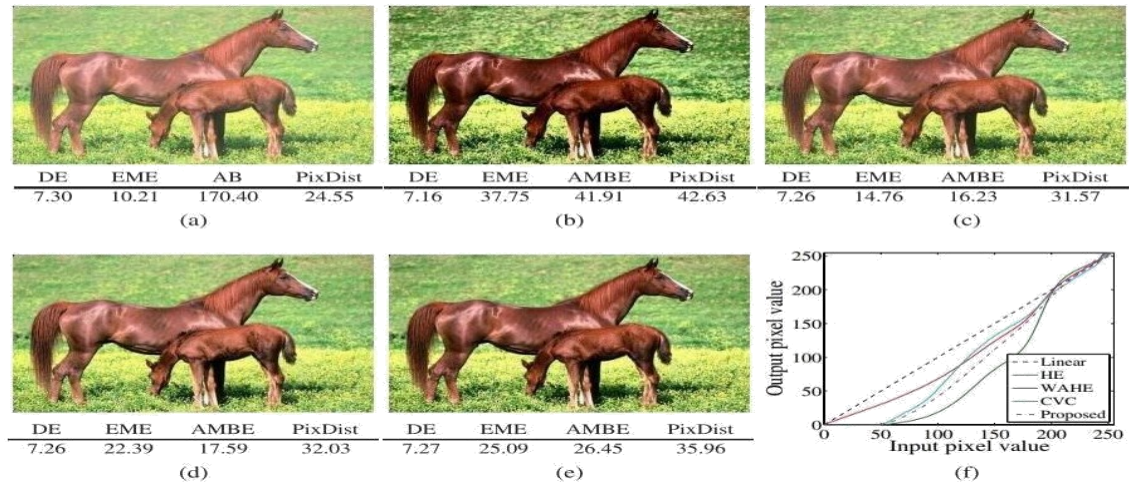 DE EME AB PixDist
7.30 10.21 170.40 24.55
(a)
DE EME AMBE PixDist
7.16 37.75 41.91 42.63
(b)
DE EME AMBE PixDist
7.26 14.76 16.23 31.57
(c)
DE EME AMBE PixDist
7.26 22.39 17.59 32.03
(d)
DE EME AMBE PixDist
7.27 25.09 26.45 35.96
(e)
Output pixel value
250
200
150
100
50
0
Linear
HE
WAHE
CVC
Proposed
0 50 100 150 200 250
Input pixel value
(f)